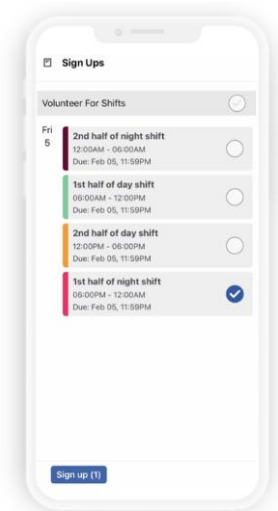 Sign Ups
Volunteer For Shifts
Fri
5
2nd half of night shift
12:00AM - 06:00AM
Due: Feb 05, 11:59PM
1st half of day shift
06:00AM - 12:00PM
Due: Feb 05, 11:59PM
2nd half of day shift
12:00PM - 06:00PM
Due: Feb 05, 11:59PM
1st half of night shift
06:00PM - 12:00AM
Due: Feb 05, 11:59PM
Sign up (1)